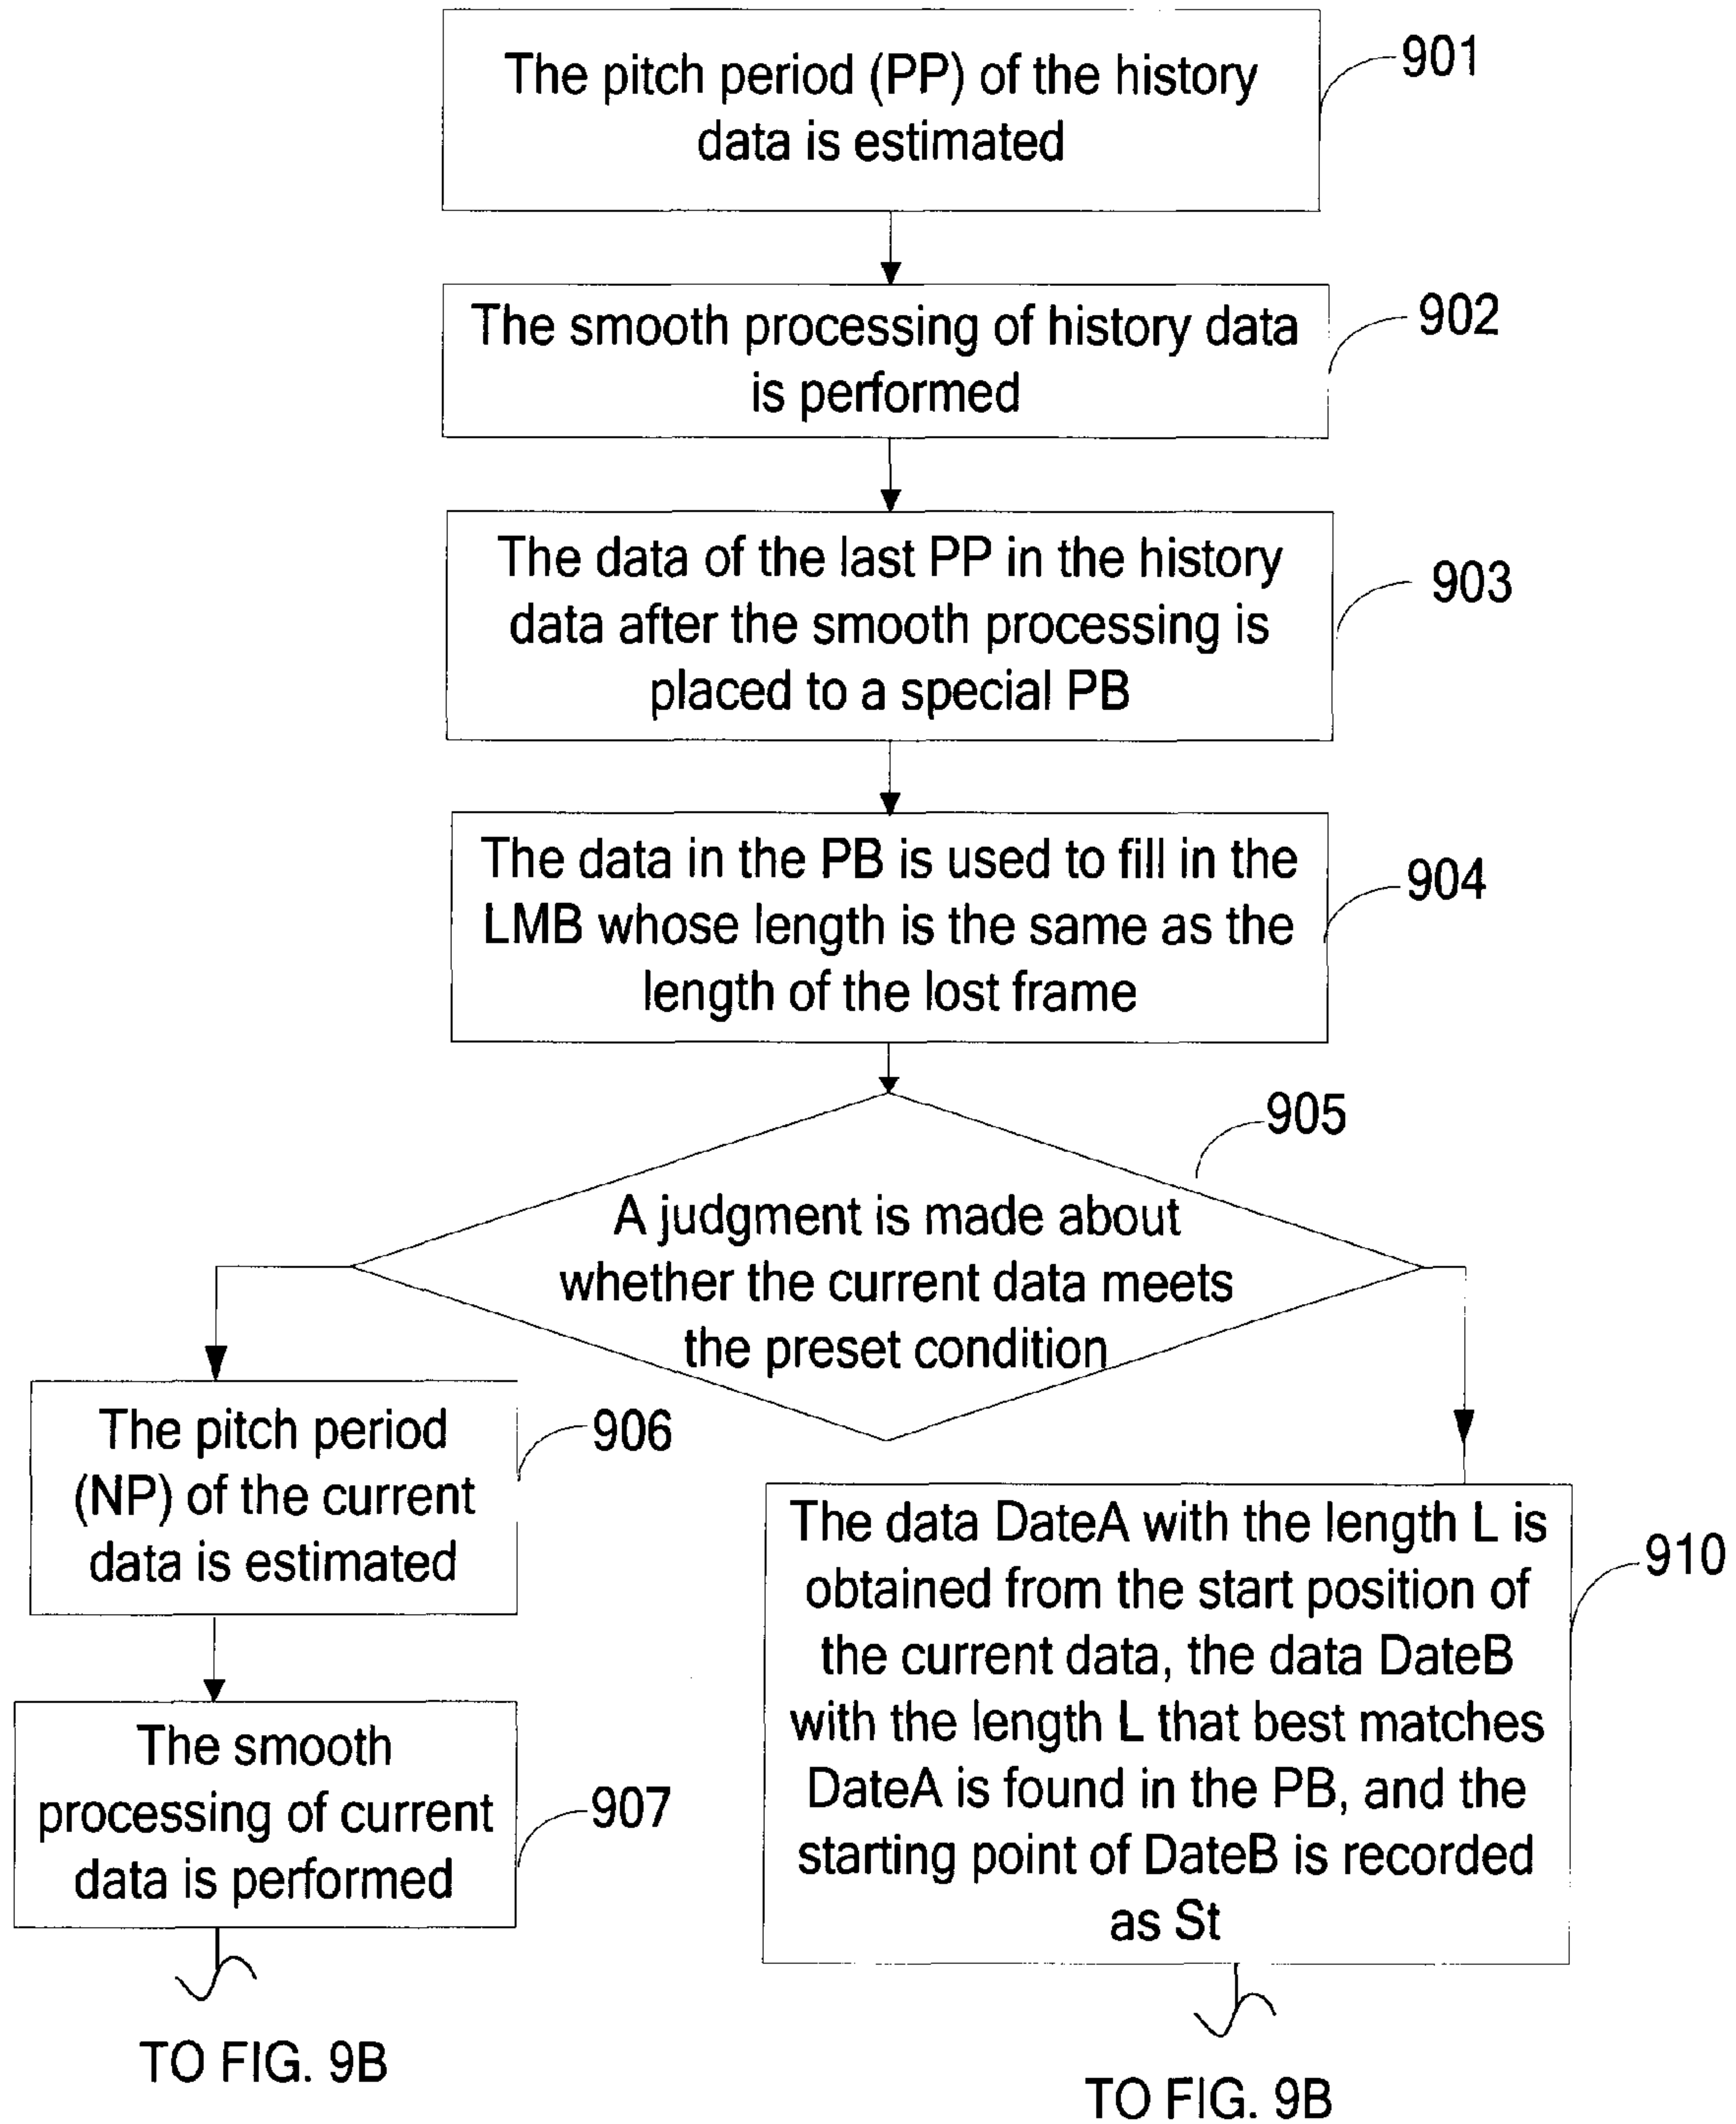 The pitch period (PP) of the history
data is estimated
901
The smooth processing of history data
is performed
902
The data of the last PP in the history
data after the smooth processing is
placed to a special PB
903
The data in the PB is used to fill in the
LMB whose length is the same as the
length of the lost frame
904
905
A judgment is made about
whether the current data meets
the preset condition
The pitch period
(NP) of the current
data is estimated
906
The smooth
processing of current
data is performed
907
The data DateA with the length L is
obtained from the start position of
the current data, the data DateB
with the length L that best matches
DateA is found in the PB, and the
starting point of DateB is recorded
as St
910
TO FIG. 9B
TO FIG. 9B